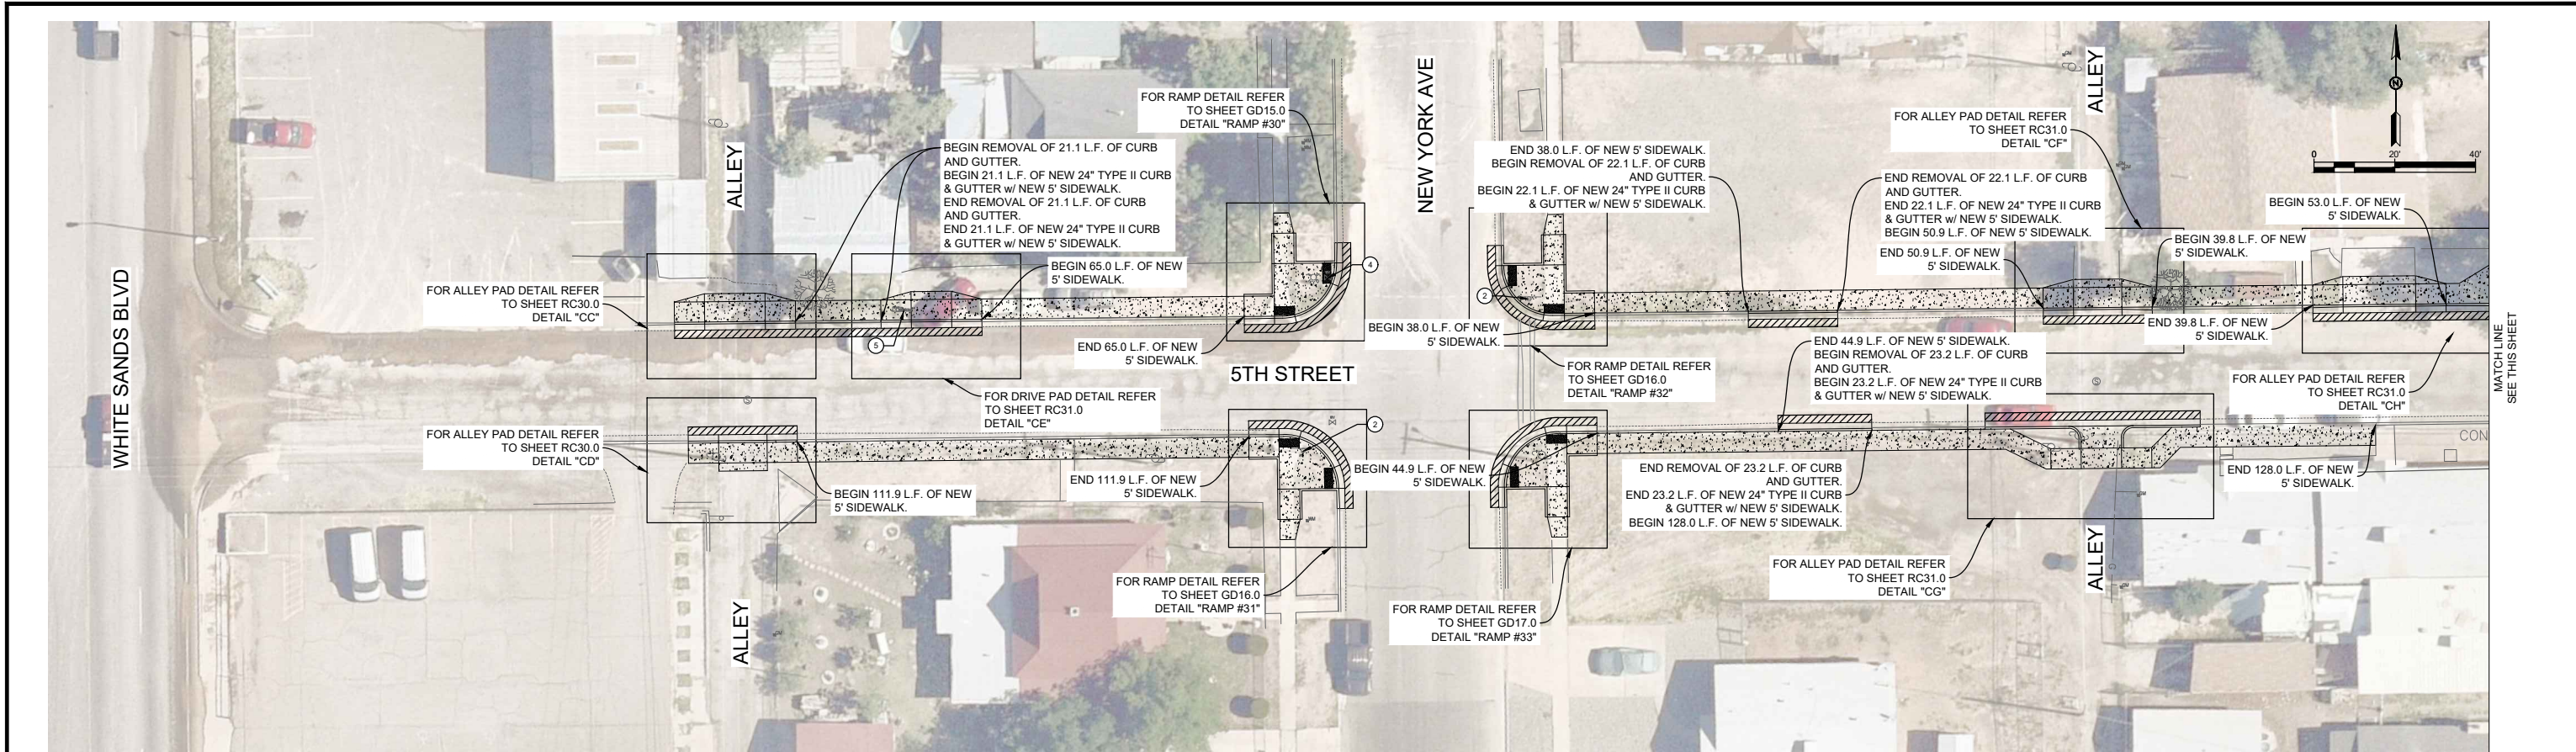 WHITE SANDS BLVD
FOR ALLEY PAD DETAIL REFER
TO SHEET RC30.0
DETAIL "CC"
FOR ALLEY PAD DETAIL REFER
TO SHEET RC30.0
DETAIL "CD"
ALLEY
ALLEY
BEGIN REMOVAL OF 21.1 L.F. OF CURB
AND GUTTER.
BEGIN 21.1 L.F. OF NEW 24" TYPE II CURB
& GUTTER w/ NEW 5' SIDEWALK.
END REMOVAL OF 21.1 L.F. OF CURB
AND GUTTER.
END 21.1 L.F. OF NEW 24" TYPE II CURB
& GUTTER w/ NEW 5' SIDEWALK.
BEGIN 65.0 L.F. OF NEW
5' SIDEWALK.
5
FOR DRIVE PAD DETAIL REFER
TO SHEET RC31.0
DETAIL "CE"
BEGIN 111.9 L.F. OF NEW
5' SIDEWALK.
FOR RAMP DETAIL REFER
TO SHEET GD15.0
DETAIL "RAMP #30"
4
END 65.0 L.F. OF NEW
5' SIDEWALK.
5TH STREET
2
END 111.9 L.F. OF NEW
5' SIDEWALK.
FOR RAMP DETAIL REFER
TO SHEET GD16.0
DETAIL "RAMP #31"
NEW YORK AVE
END 38.0 L.F. OF NEW 5' SIDEWALK.
BEGIN REMOVAL OF 22.1 L.F. OF CURB
AND GUTTER.
BEGIN 22.1 L.F. OF NEW 24" TYPE II CURB
& GUTTER w/ NEW 5' SIDEWALK.
2
BEGIN 38.0 L.F. OF NEW
5' SIDEWALK.
FOR RAMP DETAIL REFER
TO SHEET GD16.0
DETAIL "RAMP #32"
BEGIN 44.9 L.F. OF NEW
5' SIDEWALK.
FOR RAMP DETAIL REFER
TO SHEET GD17.0
DETAIL "RAMP #33"
END REMOVAL OF 22.1 L.F. OF CURB
AND GUTTER.
END 22.1 L.F. OF NEW 24" TYPE II CURB
& GUTTER w/ NEW 5' SIDEWALK.
BEGIN 50.9 L.F. OF NEW 5' SIDEWALK.
END 50.9 L.F. OF NEW
5' SIDEWALK.
END 44.9 L.F. OF NEW 5' SIDEWALK.
BEGIN REMOVAL OF 23.2 L.F. OF CURB
AND GUTTER.
BEGIN 23.2 L.F. OF NEW 24" TYPE II CURB
& GUTTER w/ NEW 5' SIDEWALK.
END REMOVAL OF 23.2 L.F. OF CURB
AND GUTTER.
END 23.2 L.F. OF NEW 24" TYPE II CURB
& GUTTER w/ NEW 5' SIDEWALK.
BEGIN 128.0 L.F. OF NEW 5' SIDEWALK.
FOR ALLEY PAD DETAIL REFER
TO SHEET RC31.0
DETAIL "CF"
ALLEY
BEGIN 39.8 L.F. OF NEW
5' SIDEWALK.
END 39.8 L.F. OF NEW
5' SIDEWALK.
BEGIN 53.0 L.F. OF NEW
5' SIDEWALK.
FOR ALLEY PAD DETAIL REFER
TO SHEET RC31.0
DETAIL "CH"
END 128.0 L.F. OF NEW
5' SIDEWALK.
FOR ALLEY PAD DETAIL REFER
TO SHEET RC31.0
DETAIL "CG"
ALLEY
CON
N
0 20' 40'
MATCH LINE
SEE THIS SHEET